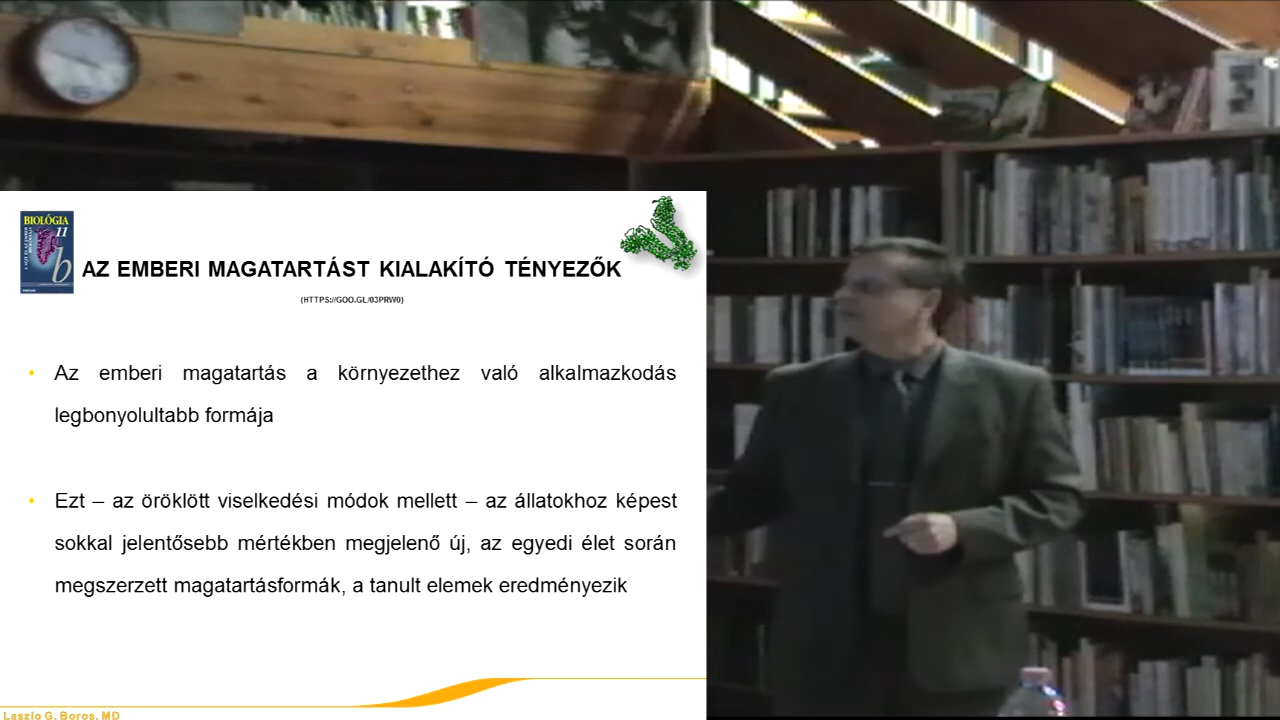 BIOLÓGIA
11
b
AZ EMBERI MAGATARTÁST KIALAKÍTÓ TÉNYEZŐK
(HTTPS://GOO.GL/03PRW0)
• Az emberi magatartás a környezethez való alkalmazkodás
legbonyolultabb formája
• Ezt – az öröklött viselkedési módok mellett – az állatokhoz képest
sokkal jelentősebb mértékben megjelenő új, az egyedi élet során
megszerzett magatartásformák, a tanult elemek eredményezik
Laszlo G. Boros, MD